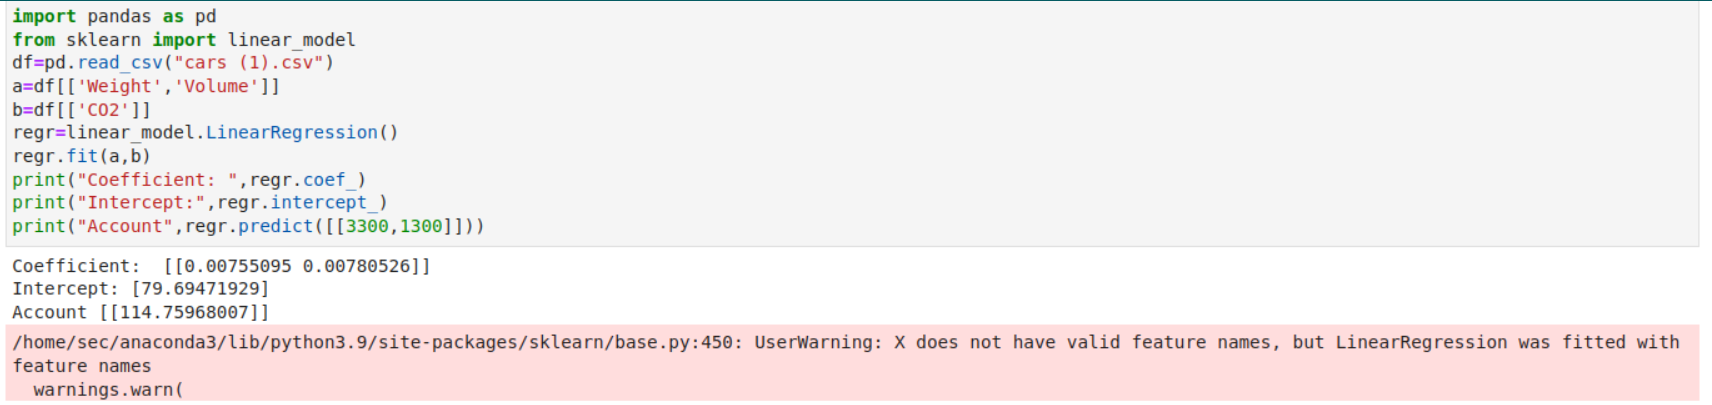 import pandas as pd
from sklearn import linear_model
df=pd.read_csv("cars (1).csv")
a=df[['Weight','Volume']]
b=df[['CO2']]
regr=linear_model.LinearRegression()
regr.fit(a,b)
print("Coefficient: ",regr.coef_)
print("Intercept:",regr.intercept_)
print("Account",regr.predict([[3300,1300]]))
Coefficient:  [[0.00755095 0.00780526]]
Intercept: [79.69471929]
Account [[114.75968007]]
/home/sec/anaconda3/lib/python3.9/site-packages/sklearn/base.py:450: UserWarning: X does not have valid feature names, but LinearRegression was fitted with
feature names
  warnings.warn(